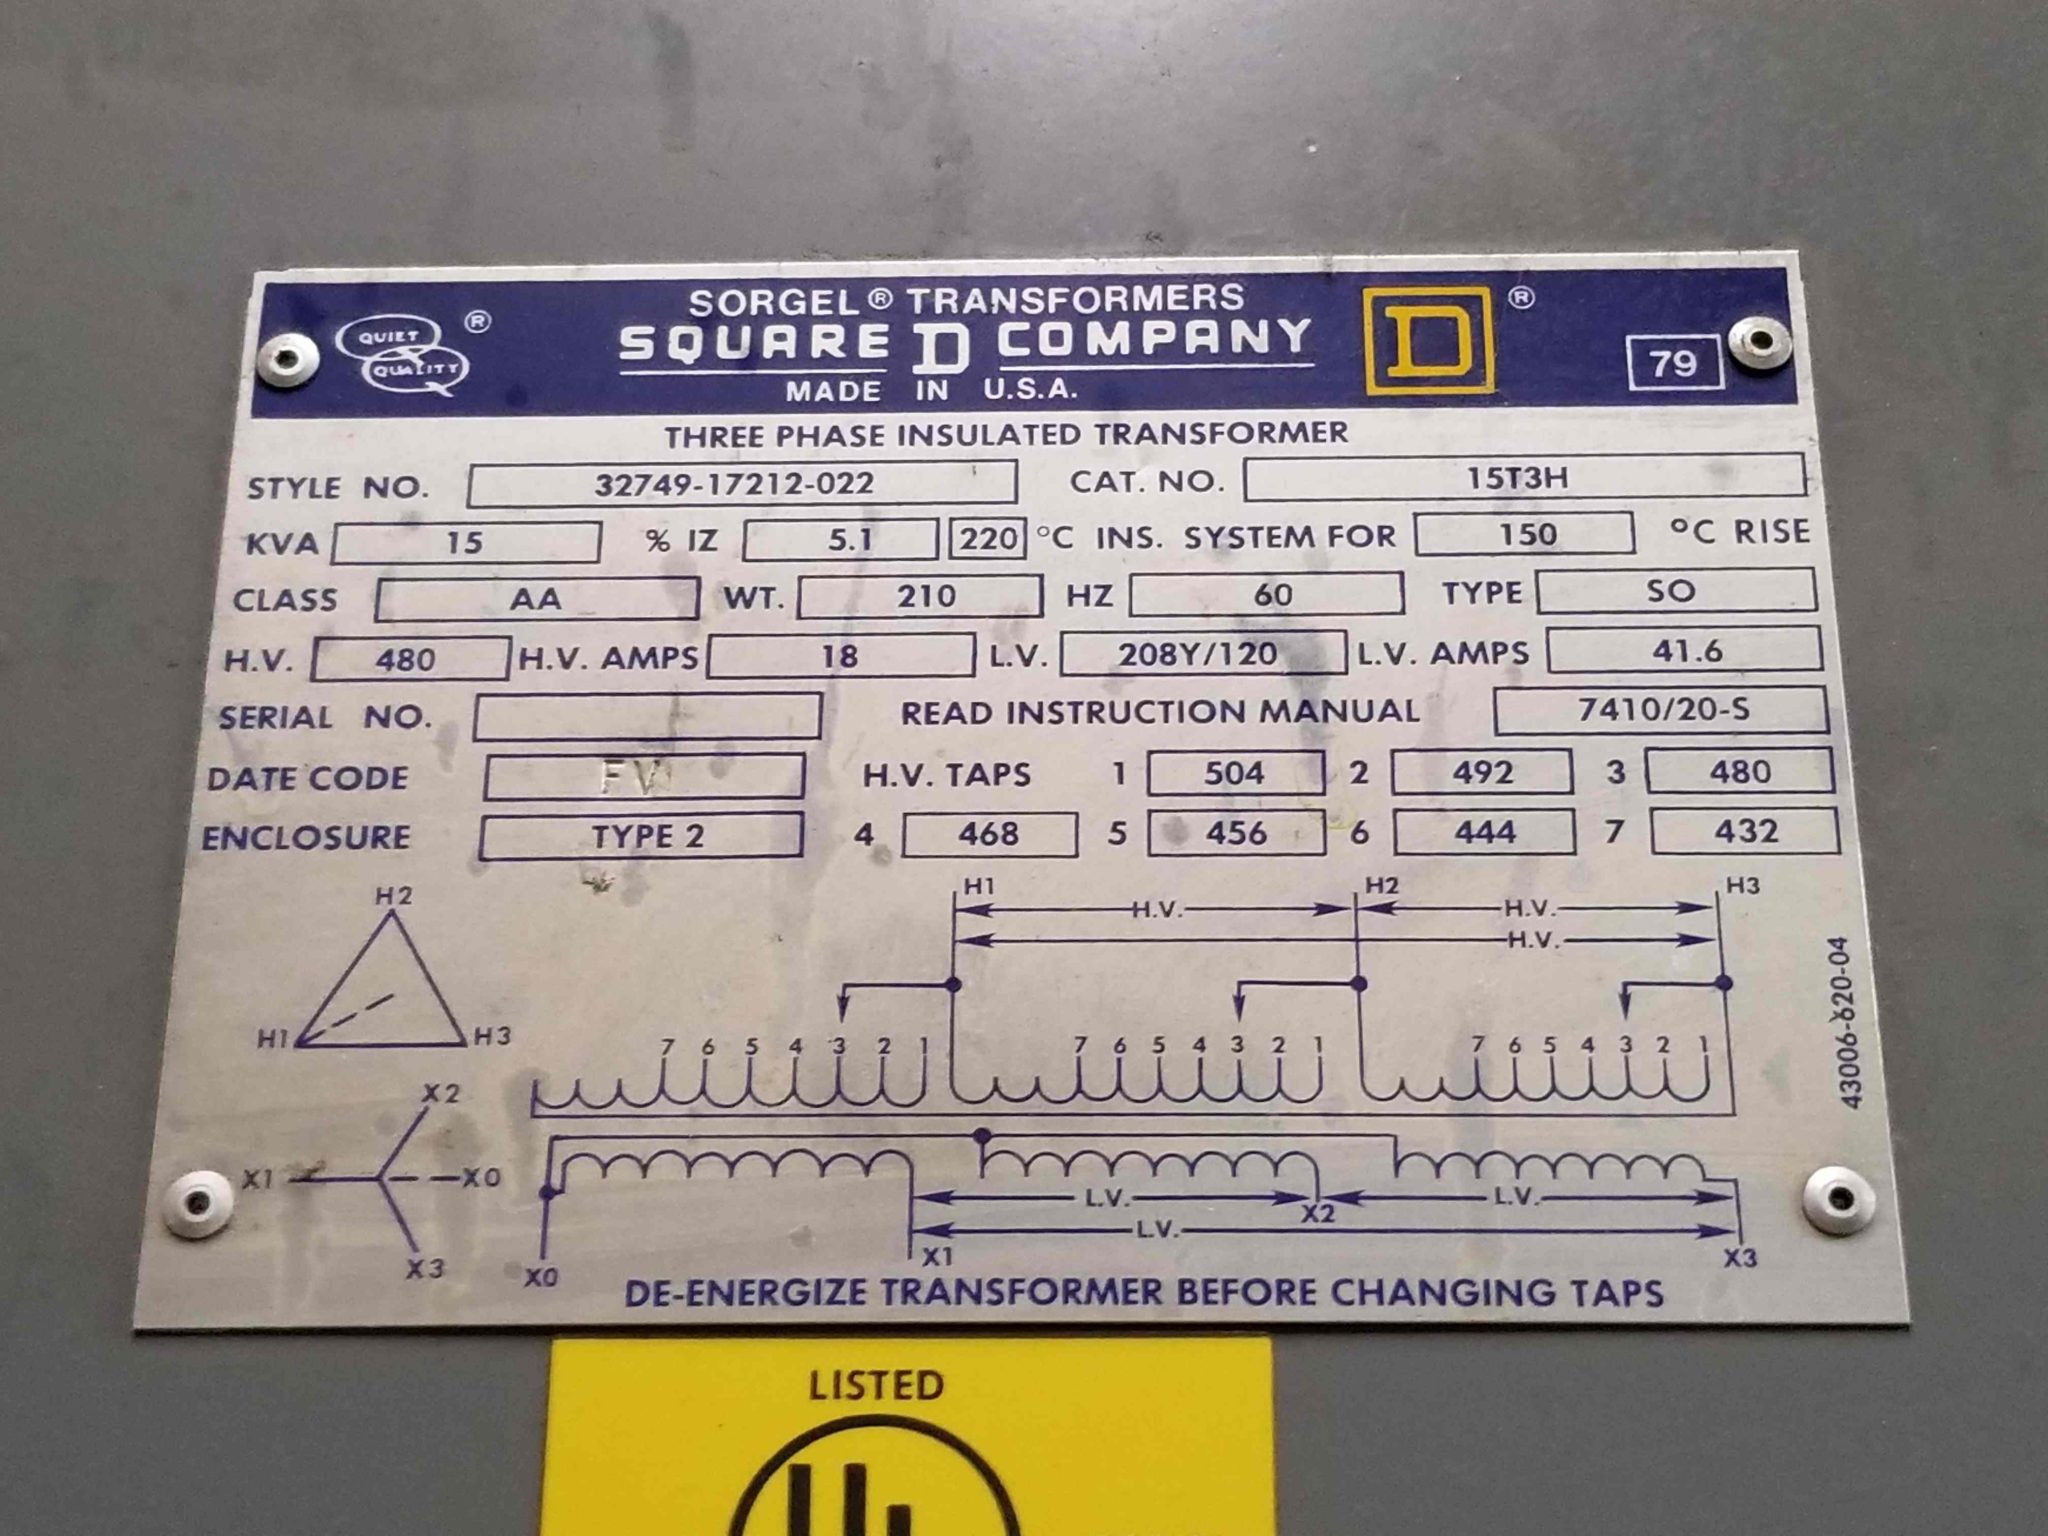 SORGEL® TRANSFORMERS
QUIET QUALITY ® SQUARE D COMPANY D ® 79
MADE IN U.S.A.
THREE PHASE INSULATED TRANSFORMER
STYLE NO. 32749-17212-022 CAT. NO. 15T3H
KVA 15 % IZ 5.1 220 °C INS. SYSTEM FOR 150 °C RISE
CLASS AA WT. 210 HZ 60 TYPE SO
H.V. 480 H.V. AMPS 18 L.V. 208Y/120 L.V. AMPS 41.6
SERIAL NO. READ INSTRUCTION MANUAL 7410/20-S
DATE CODE FW H.V. TAPS 1 504 2 492 3 480
ENCLOSURE TYPE 2 4 468 5 456 6 444 7 432
H2 H1 H2 H3
H.V. H.V.
H.V.
H1 H3 7 6 5 4 3 2 1 7 6 5 4 3 2 1 7 6 5 4 3 2 1
43006-620-04
X2
X1 X0 L.V. L.V.
X2
L.V.
X3 X0 X1 X3
DE-ENERGIZE TRANSFORMER BEFORE CHANGING TAPS
LISTED
UL